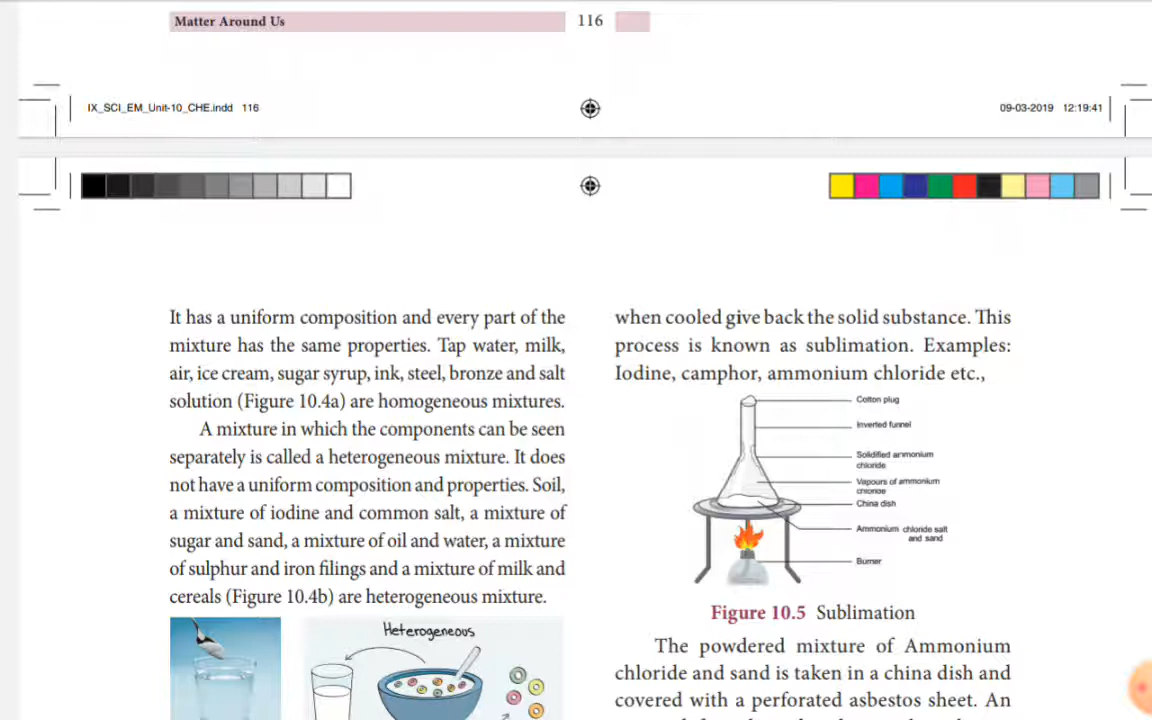 Matter Around Us
116
IX_SCI_EM_Unit-10_CHE.indd 116
09-03-2019 12:19:41
It has a uniform composition and every part of the
mixture has the same properties. Tap water, milk,
air, ice cream, sugar syrup, ink, steel, bronze and salt
solution (Figure 10.4a) are homogeneous mixtures.
A mixture in which the components can be seen
separately is called a heterogeneous mixture. It does
not have a uniform composition and properties. Soil,
a mixture of iodine and common salt, a mixture of
sugar and sand, a mixture of oil and water, a mixture
of sulphur and iron filings and a mixture of milk and
cereals (Figure 10.4b) are heterogeneous mixture.
Heterogeneous
when cooled give back the solid substance. This
process is known as sublimation. Examples:
Iodine, camphor, ammonium chloride etc.,
Cotton plug
Inverted funnel
Solidified ammonium
chloride
Vapours of ammonium
chloride
China dish
Ammonium chloride salt
and sand
Burner
Figure 10.5 Sublimation
The powdered mixture of Ammonium
chloride and sand is taken in a china dish and
covered with a perforated asbestos sheet. An